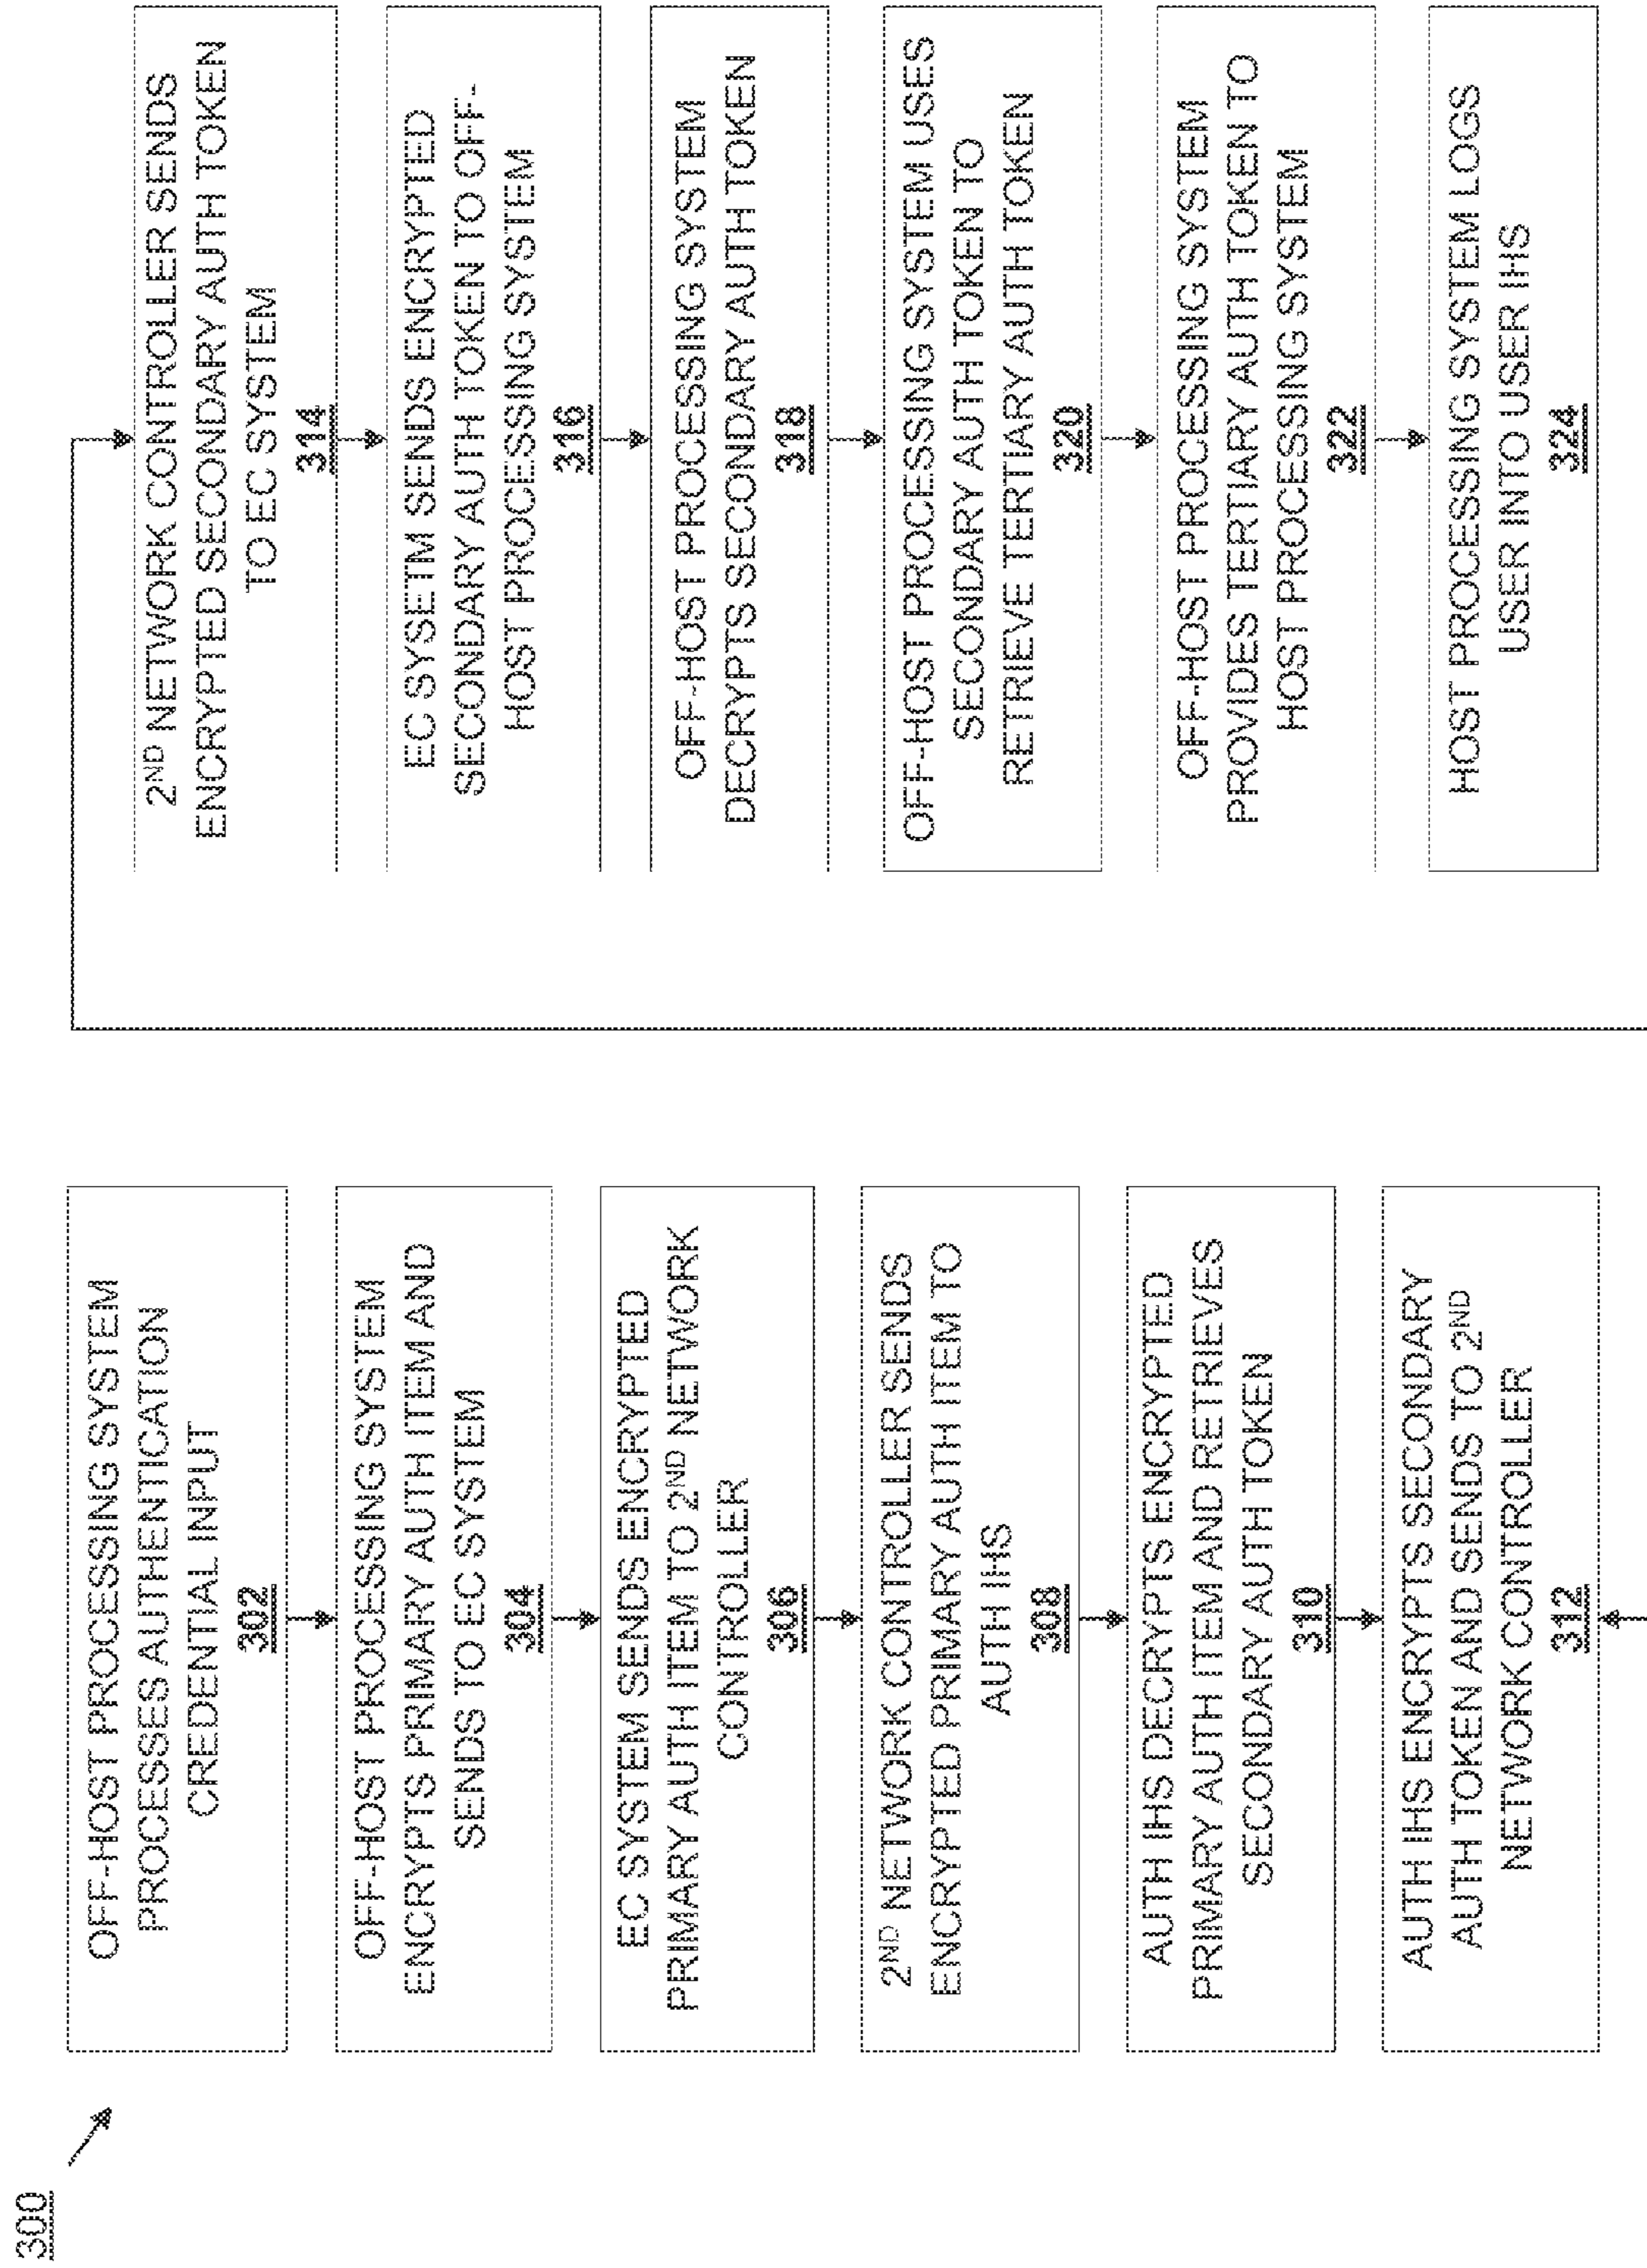 300
OFF-HOST PROCESSING SYSTEM
PROCESSES AUTHENTICATION
CREDENTIAL INPUT
302
OFF-HOST PROCESSING SYSTEM
ENCRYPTS PRIMARY AUTH ITEM AND
SENDS TO EC SYSTEM
304
EC SYSTEM SENDS ENCRYPTED
PRIMARY AUTH ITEM TO 2ND NETWORK
CONTROLLER
306
2ND NETWORK CONTROLLER SENDS
ENCRYPTED PRIMARY AUTH ITEM TO
AUTH IHS
308
AUTH IHS DECRYPTS ENCRYPTED
PRIMARY AUTH ITEM AND RETRIEVES
SECONDARY AUTH TOKEN
310
AUTH IHS ENCRYPTS SECONDARY
AUTH TOKEN AND SENDS TO 2ND
NETWORK CONTROLLER
312
2ND NETWORK CONTROLLER SENDS
ENCRYPTED SECONDARY AUTH TOKEN
TO EC SYSTEM
314
EC SYSETM SENDS ENCRYPTED
SECONDARY AUTH TOKEN TO OFF-
HOST PROCESSING SYSTEM
316
OFF-HOST PROCESSING SYSTEM
DECRYPTS SECONDARY AUTH TOKEN
318
OFF-HOST PROCESSING SYSTEM USES
SECONDARY AUTH TOKEN TO
RETRIEVE TERTIARY AUTH TOKEN
320
OFF-HOST PROCESSING SYSTEM
PROVIDES TERTIARY AUTH TOKEN TO
HOST PROCESSING SYSTEM
322
HOST PROCESSING SYSTEM LOGS
USER INTO USER IHS
324